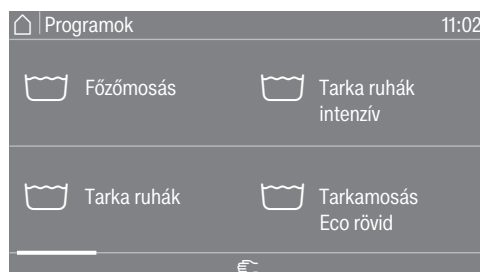 Programok
11:02
Főzőmosás
Tarka ruhák
intenzív
Tarka ruhák
Tarkamosás
Eco rövid